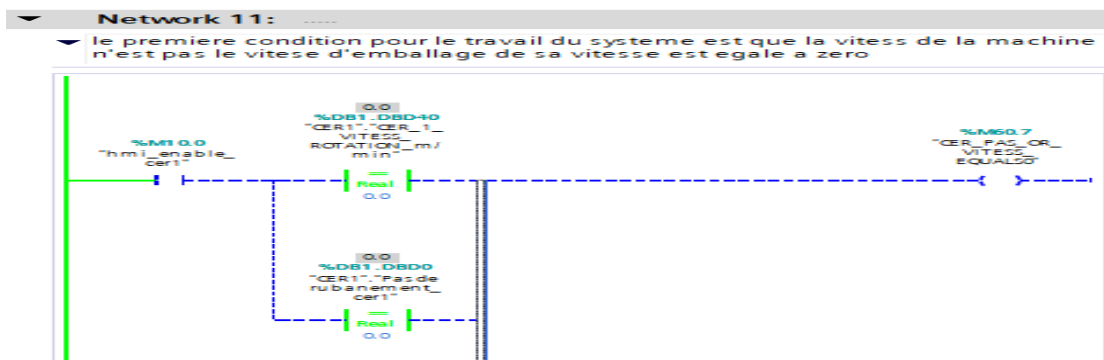 Network 11: .....
le premiere condition pour le travail du systeme est que la vitess de la machine
n'est pas le vitese d'emballage de sa vitesse est egale a zero
0.0
%DB1.DBD40
"CER1"."CER_1_
VITESS_
ROTATION_m/
min"
%M10.0
"hmi_enable_
cer1"
==
Real
0.0
%M60.7
"CER_PAS_OR_
VITESS_
EQUALS0"
0.0
%DB1.DBD0
"CER1"."Pas de
rubanement_
cer1"
==
Real
0.0